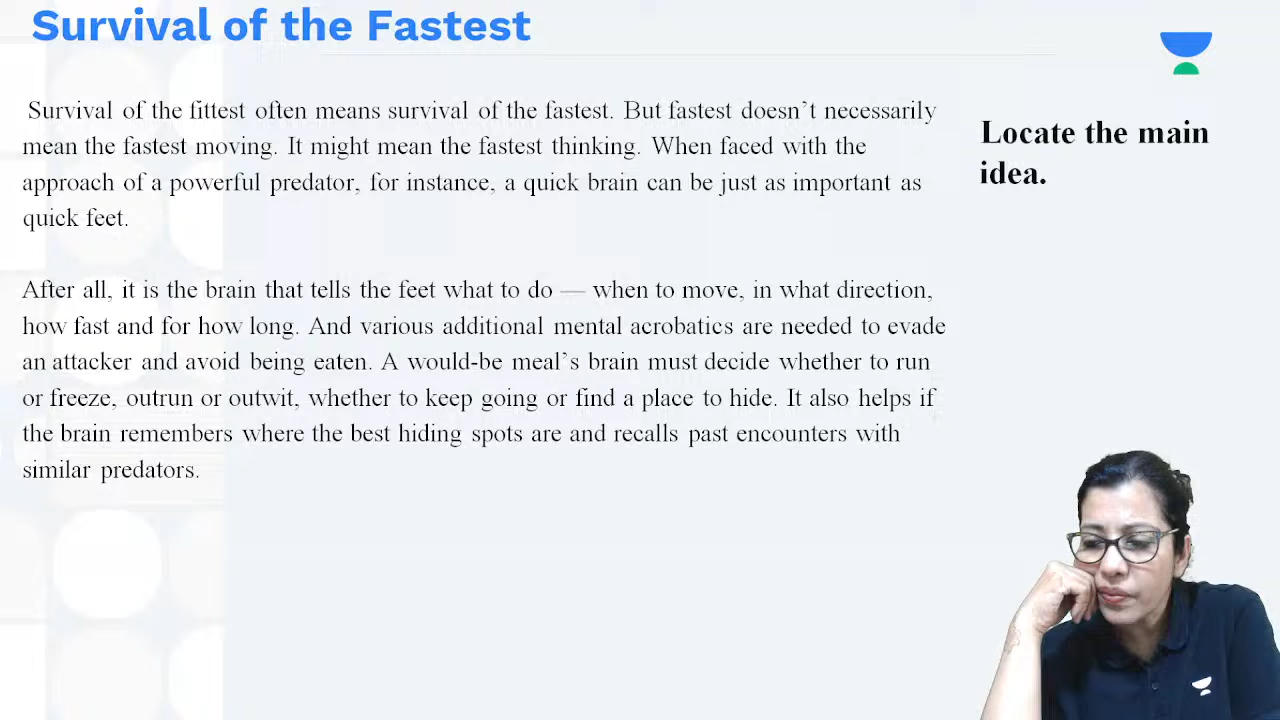 Survival of the Fastest
Survival of the fittest often means survival of the fastest. But fastest doesn’t necessarily
mean the fastest moving. It might mean the fastest thinking. When faced with the
approach of a powerful predator, for instance, a quick brain can be just as important as
quick feet.
After all, it is the brain that tells the feet what to do — when to move, in what direction,
how fast and for how long. And various additional mental acrobatics are needed to evade
an attacker and avoid being eaten. A would-be meal’s brain must decide whether to run
or freeze, outrun or outwit, whether to keep going or find a place to hide. It also helps if
the brain remembers where the best hiding spots are and recalls past encounters with
similar predators.
Locate the main
idea.